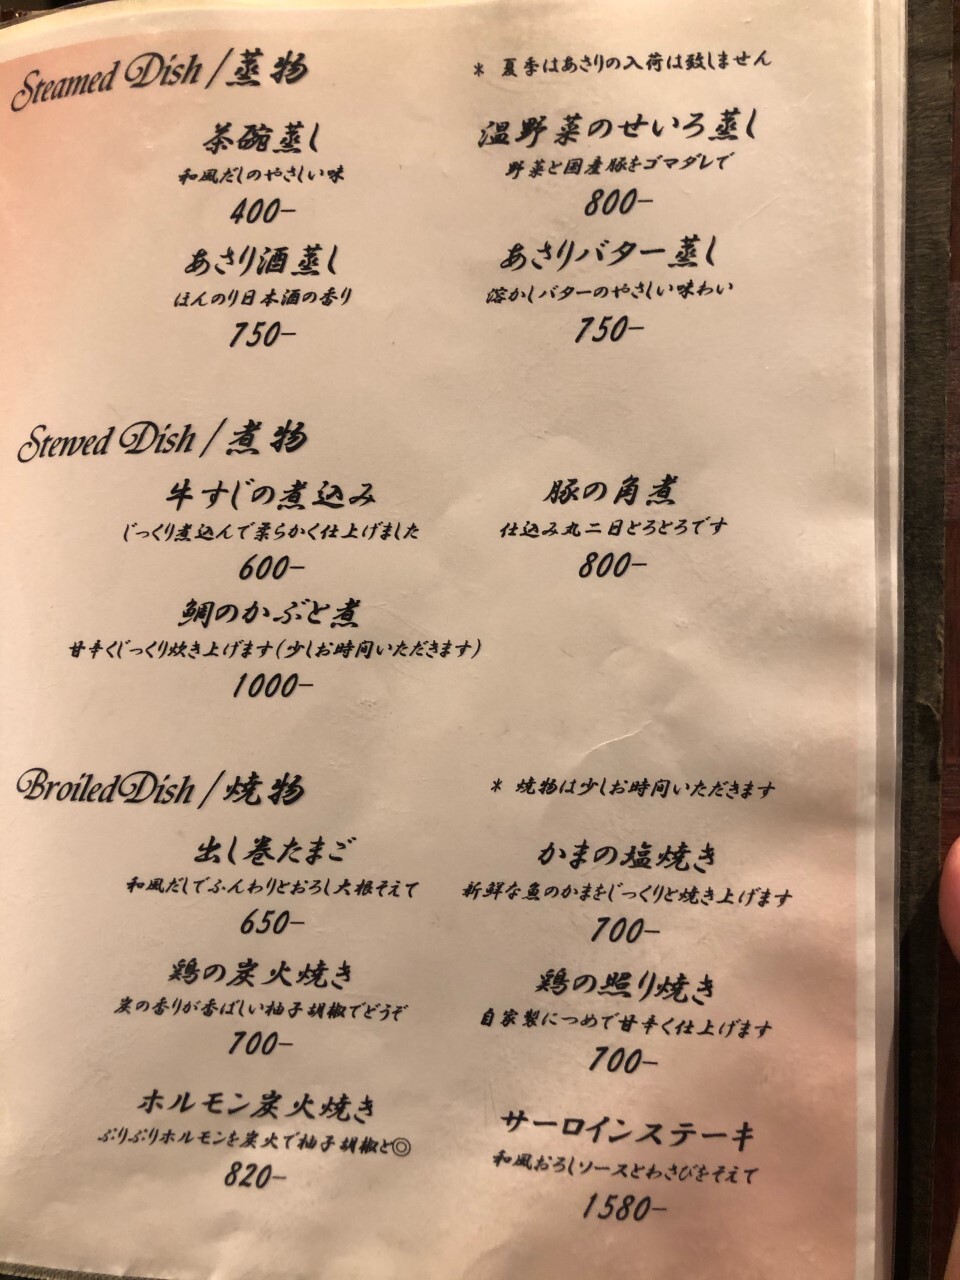 Steamed Dish / 蒸物
* 夏季はあさりの入荷は致しません
茶碗蒸し
和風だしのやさしい味
400-
温野菜のせいろ蒸し
野菜と国産豚をゴマダレで
800-
あさり酒蒸し
ほんのり日本酒の香り
750-
あさりバター蒸し
溶かしバターのやさしい味わい
750-
Stewed Dish / 煮物
牛すじの煮込み
じっくり煮込んで柔らかく仕上げました
600-
豚の角煮
仕込み丸二日とろとろです
800-
鯛のかぶと煮
甘辛くじっくり炊き上げます(少しお時間いただきます)
1000-
Broiled Dish / 焼物
* 焼物は少しお時間いただきます
出し巻たまご
和風だしでふんわりとおろし大根そえて
650-
かまの塩焼き
新鮮な魚のかまをじっくりと焼き上げます
700-
鶏の炭火焼き
炭の香りが香ばしい柚子胡椒でどうぞ
700-
鶏の照り焼き
自家製につめで甘辛く仕上げます
700-
ホルモン炭火焼き
ぷりぷりホルモンを炭火で柚子胡椒と◎
820-
サーロインステーキ
和風おろしソースとわさびをそえて
1580-